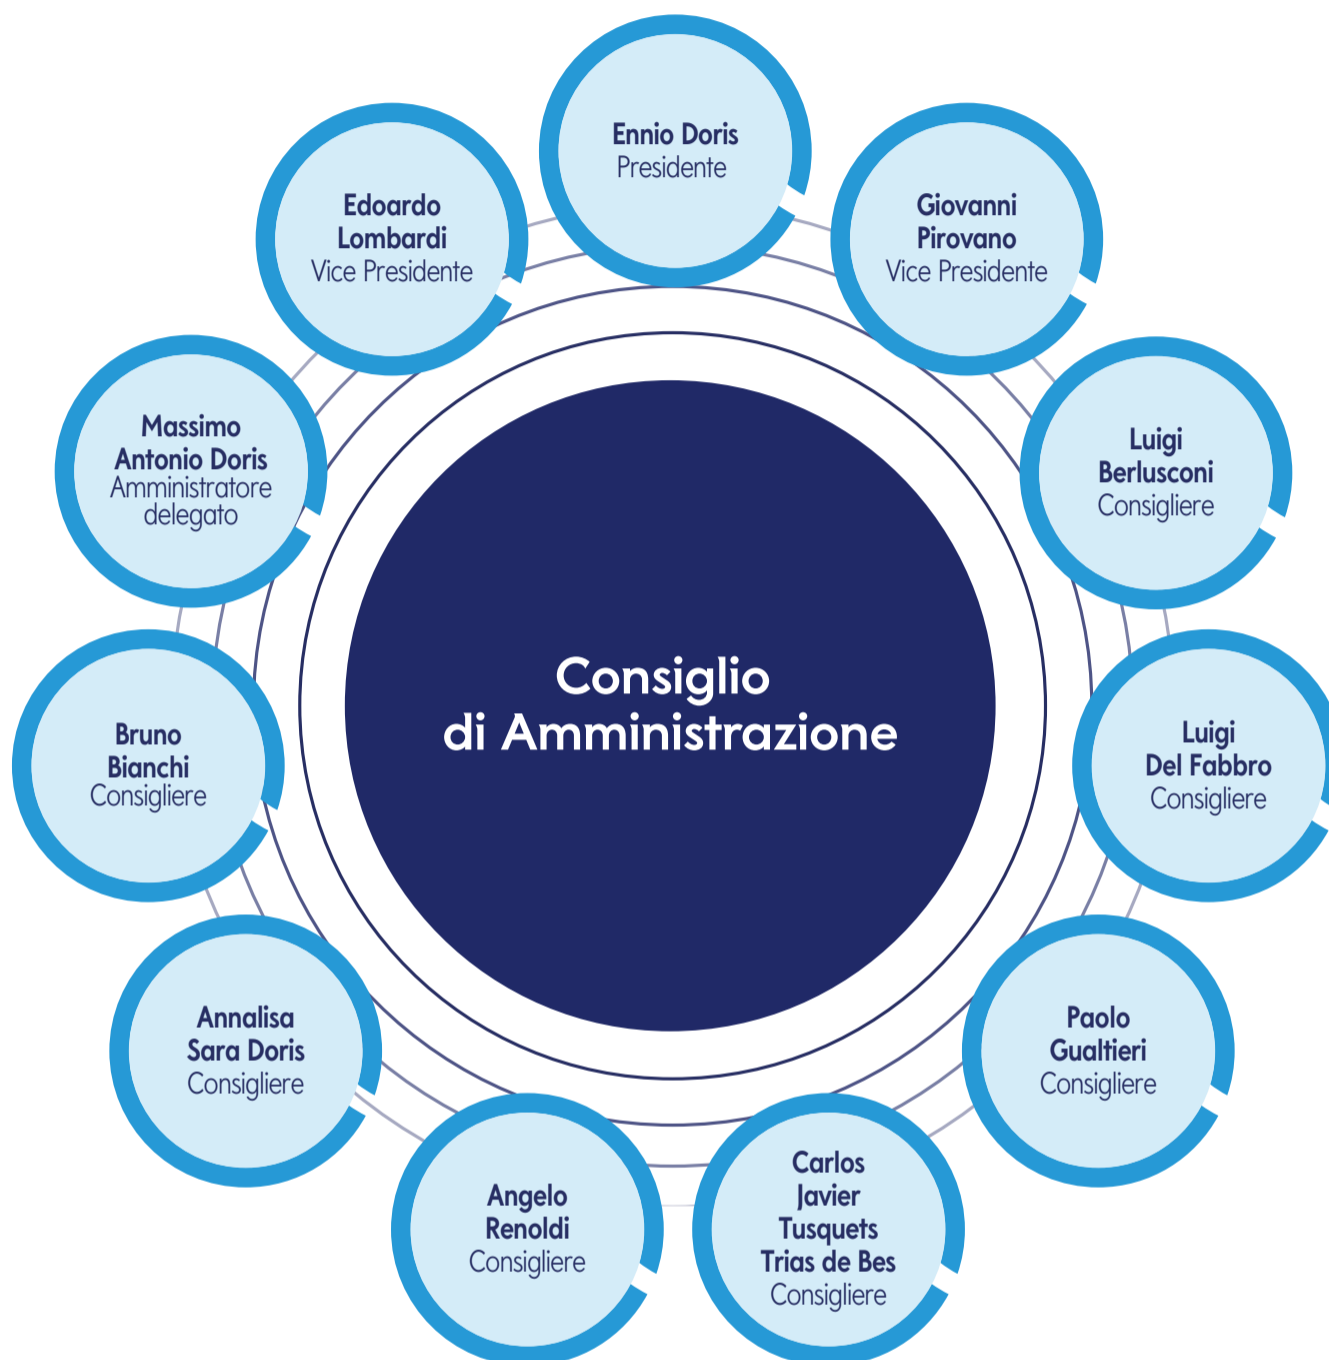 Ennio Doris
Presidente
Giovanni
Pirovano
Vice Presidente
Luigi
Berlusconi
Consigliere
Luigi
Del Fabbro
Consigliere
Paolo
Gualtieri
Consigliere
Carlos
Javier
Tusquets
Trias de Bes
Consigliere
Angelo
Renoldi
Consigliere
Annalisa
Sara Doris
Consigliere
Bruno
Bianchi
Consigliere
Massimo
Antonio Doris
Amministratore
delegato
Edoardo
Lombardi
Vice Presidente
Consiglio
di Amministrazione